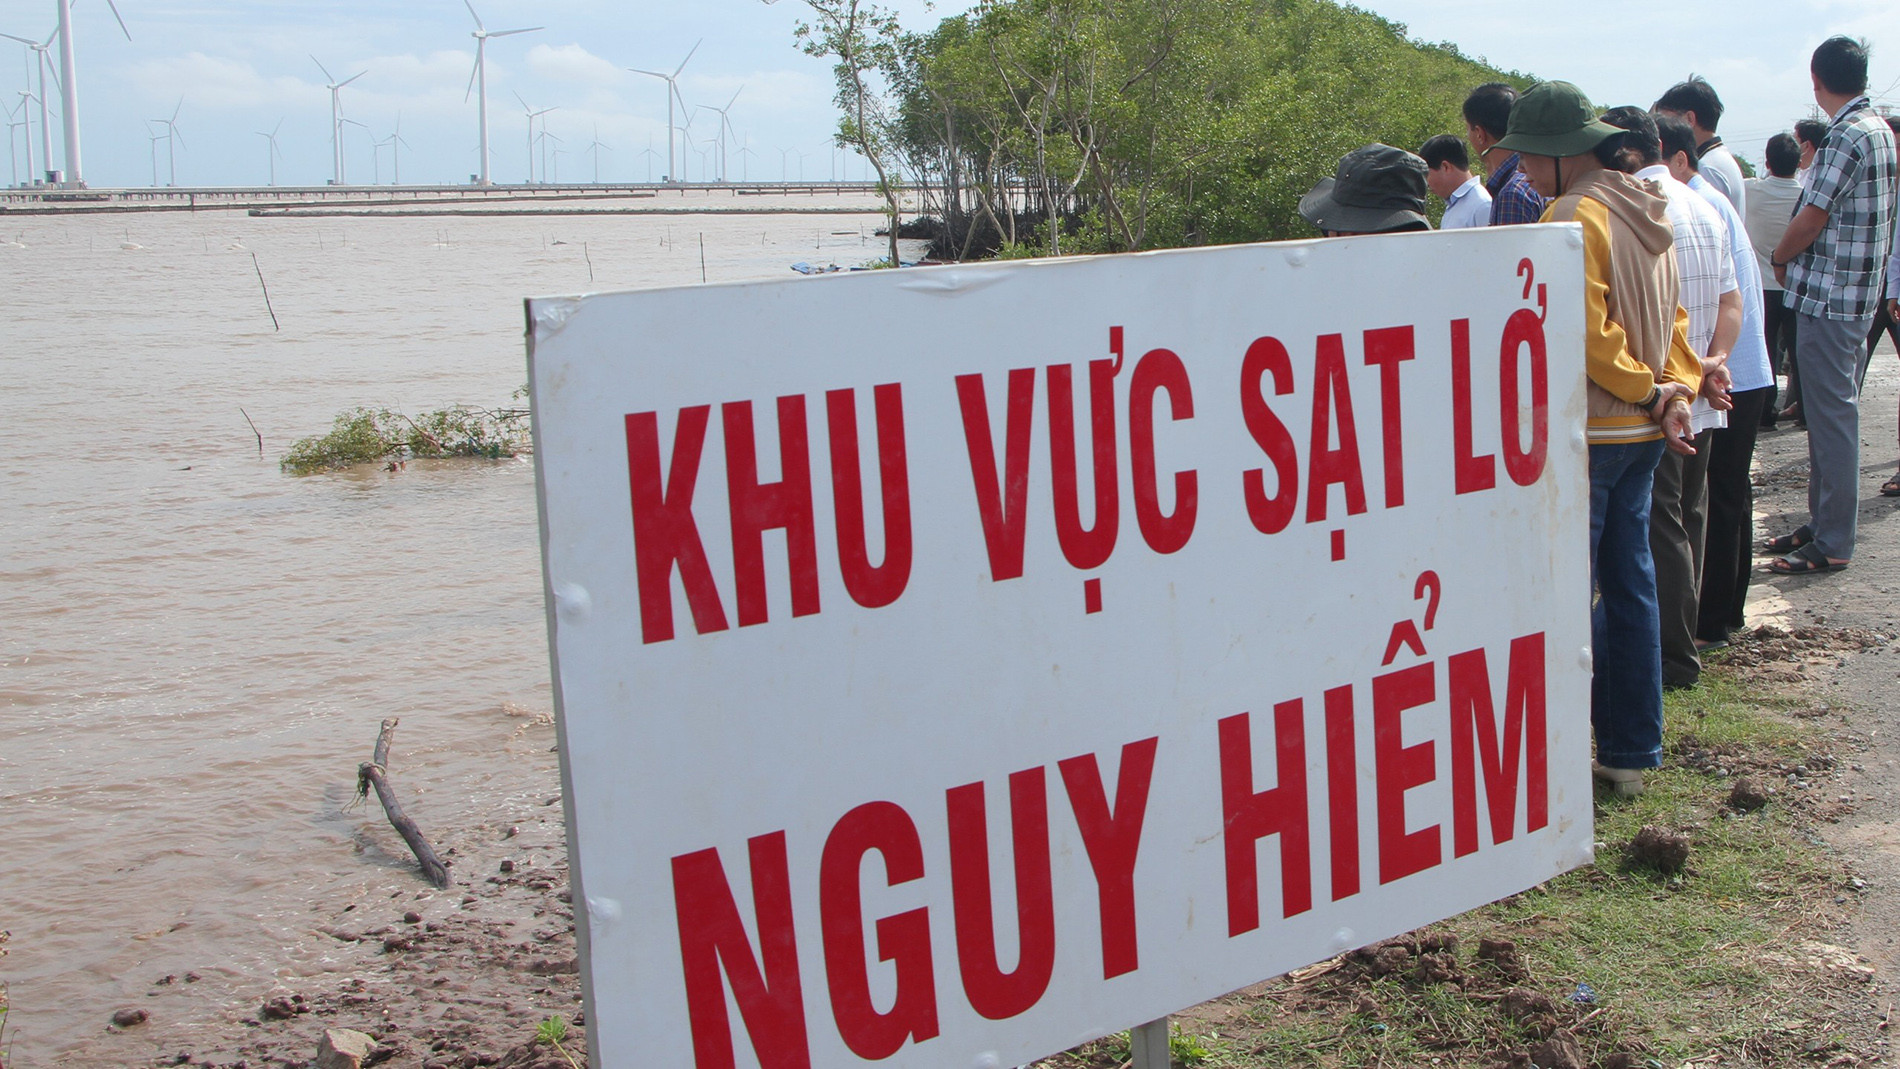 KHU VỰC SẠT LỞ
NGUY HIỂM